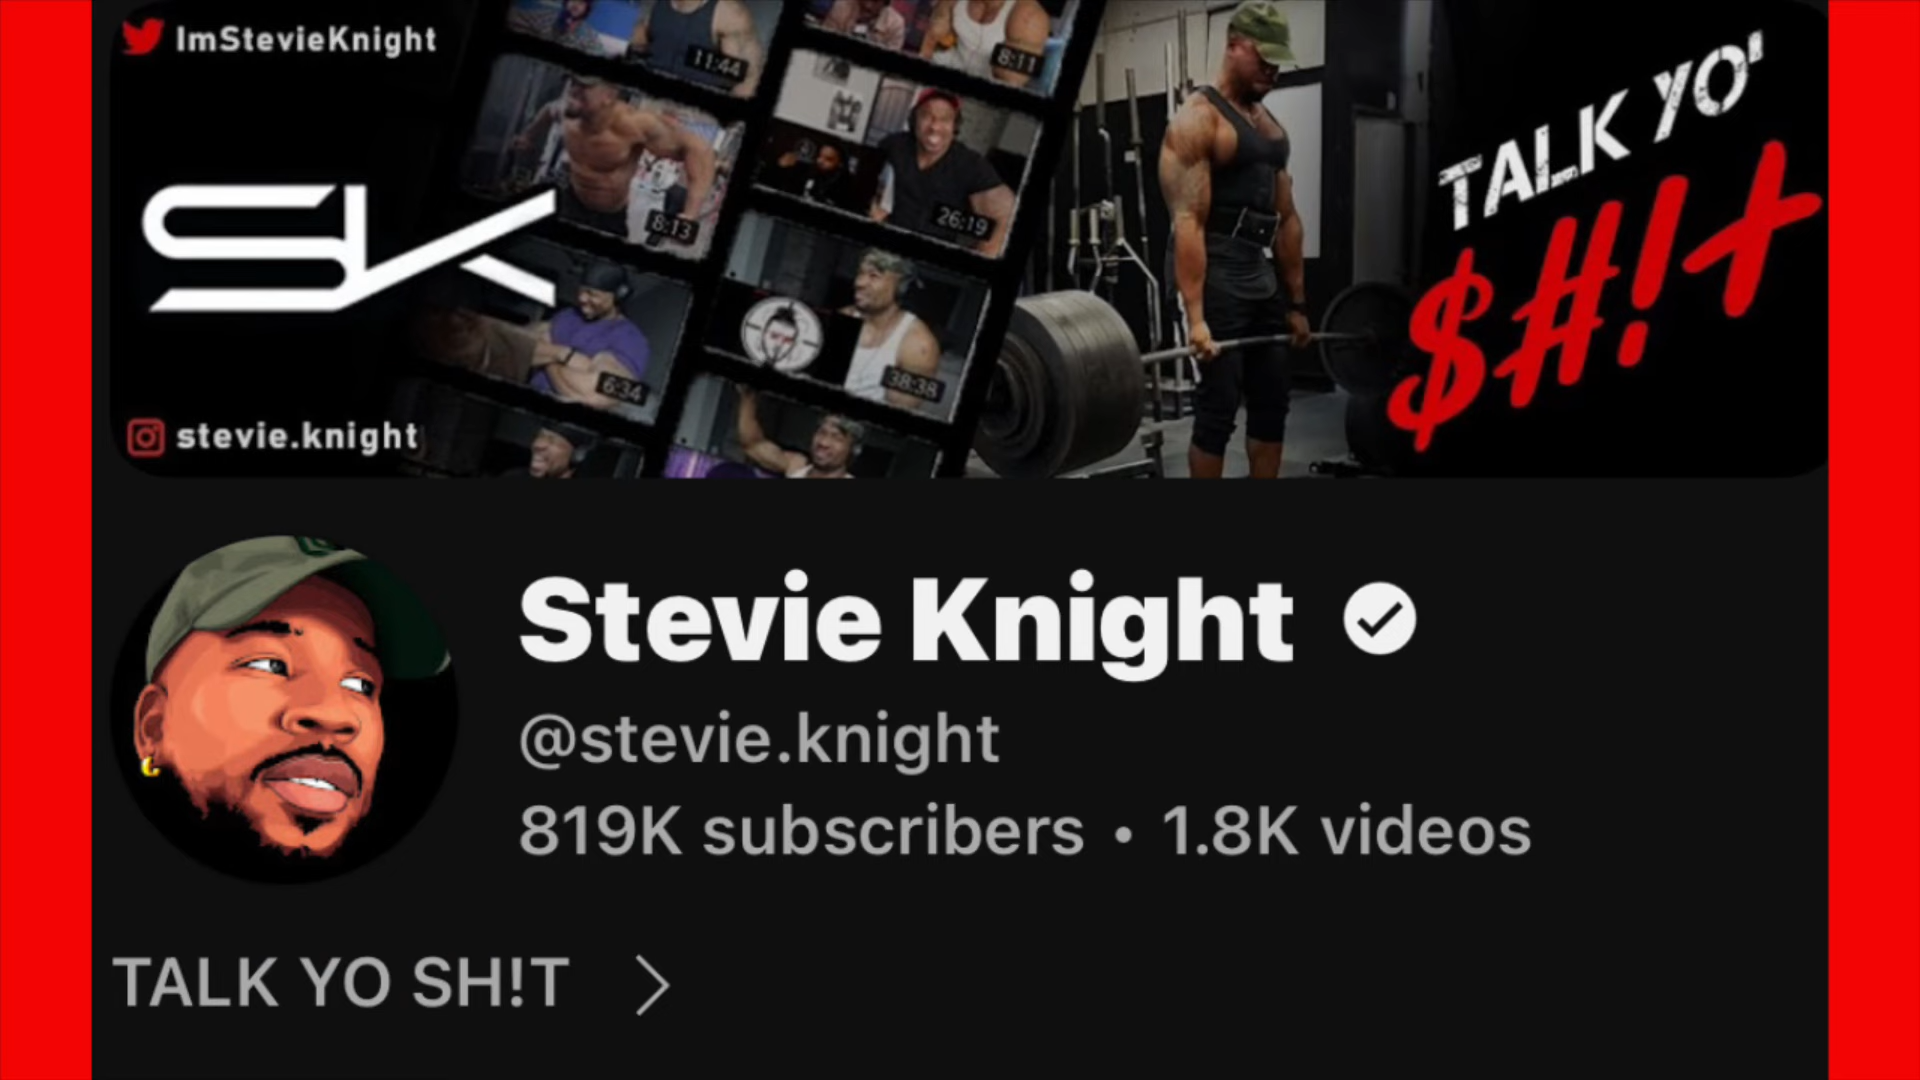 ImStevieKnight
11:44
8:11
TALK YO'
$#!+
8:13
26:19
SK
6:34
38:38
stevie.knight
Stevie Knight
@stevie.knight
819K subscribers • 1.8K videos
TALK YO SH!T